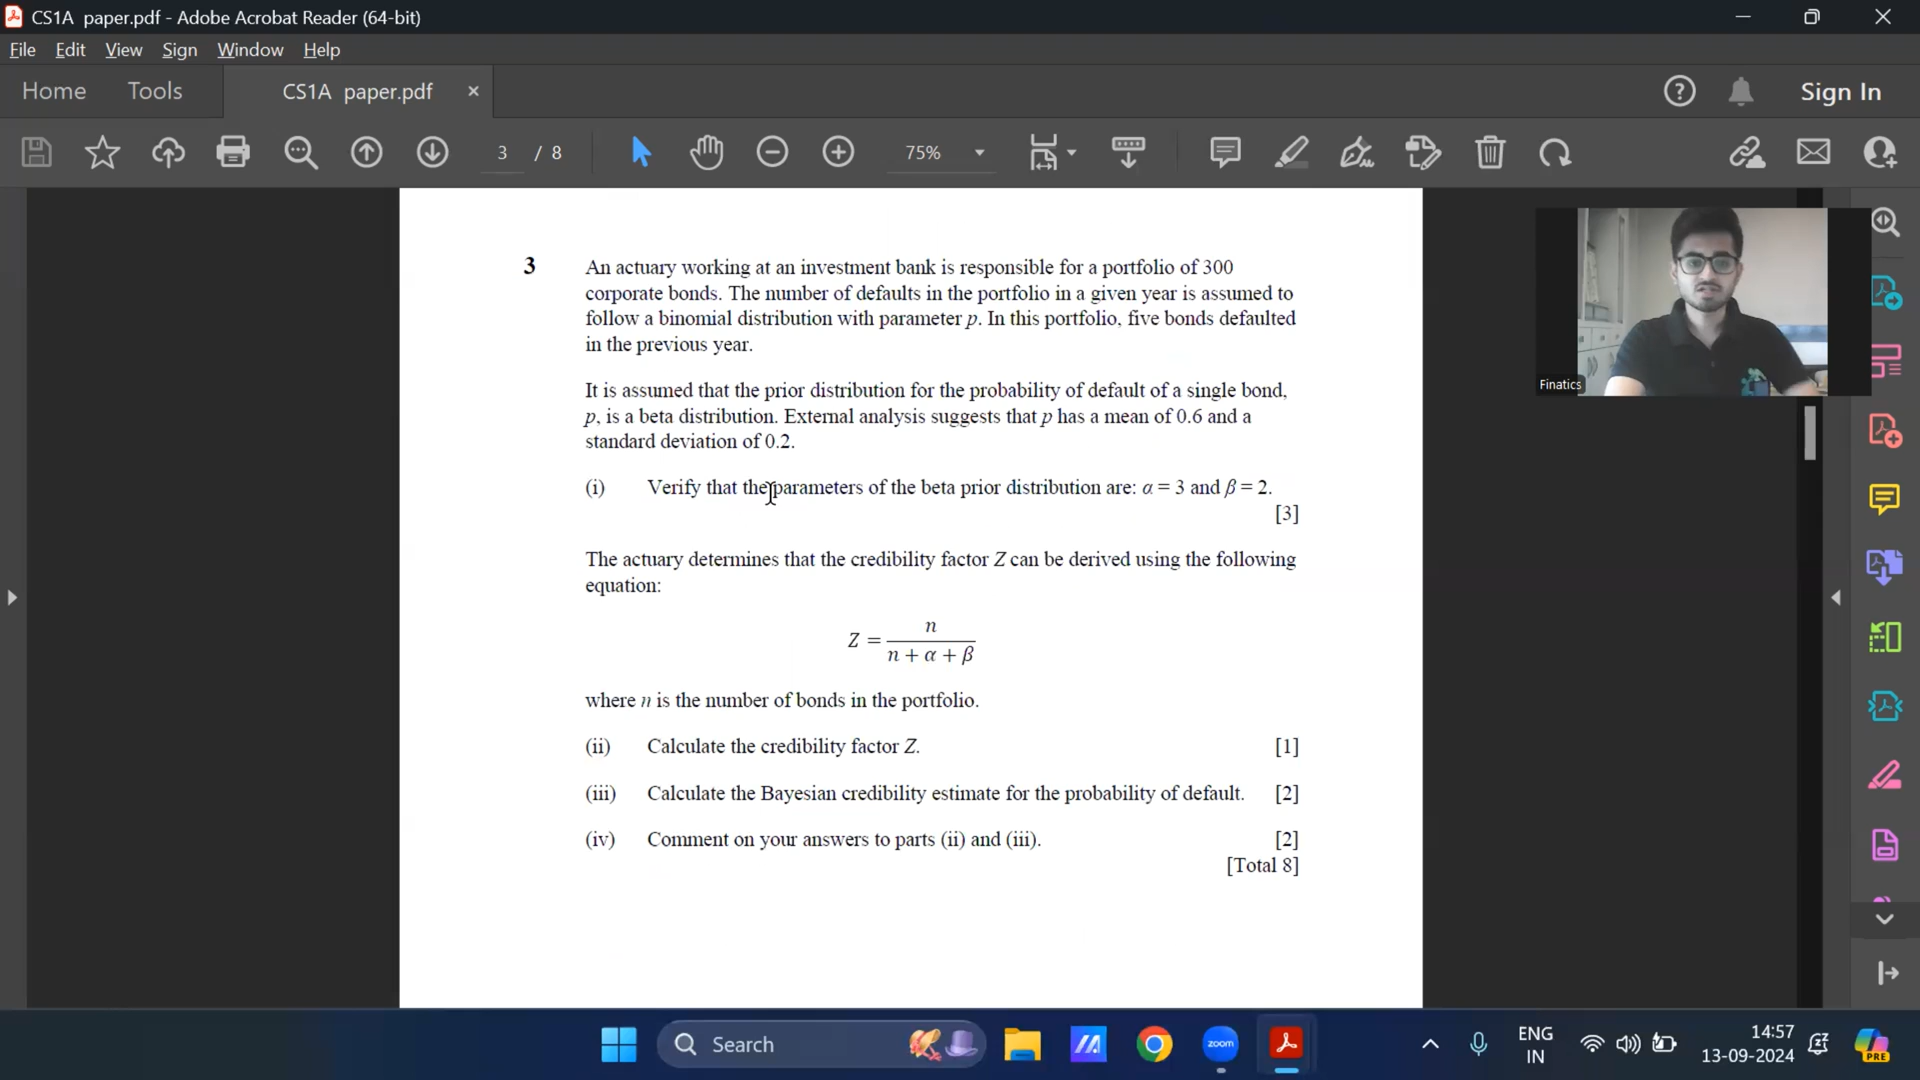 CS1A paper.pdf - Adobe Acrobat Reader (64-bit)
File Edit View Sign Window Help
Home Tools CS1A paper.pdf × ? Sign In
3 / 8 75%
3 An actuary working at an investment bank is responsible for a portfolio of 300
corporate bonds. The number of defaults in the portfolio in a given year is assumed to
follow a binomial distribution with parameter p. In this portfolio, five bonds defaulted
in the previous year.
It is assumed that the prior distribution for the probability of default of a single bond,
p, is a beta distribution. External analysis suggests that p has a mean of 0.6 and a
standard deviation of 0.2.
(i) Verify that the parameters of the beta prior distribution are: α = 3 and β = 2.
[3]
The actuary determines that the credibility factor Z can be derived using the following
equation:
Z = n / (n + α + β)
where n is the number of bonds in the portfolio.
(ii) Calculate the credibility factor Z. [1]
(iii) Calculate the Bayesian credibility estimate for the probability of default. [2]
(iv) Comment on your answers to parts (ii) and (iii). [2]
[Total 8]
Finatics
Search
zoom
ENG
IN
14:57
13-09-2024
PRE